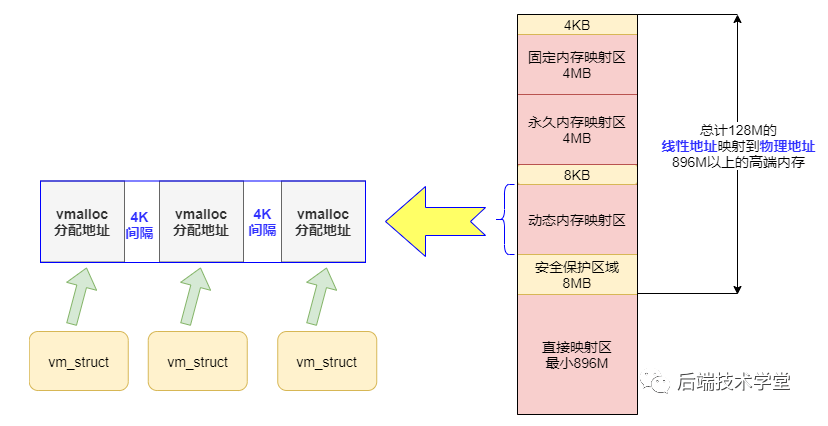 4KB
固定内存映射区
4MB
永久内存映射区
4MB
8KB
动态内存映射区
安全保护区域
8MB
直接映射区
最小896M
总计128M的
线性地址映射到物理地址
896M以上的高端内存
vmalloc
分配地址
4K
间隔
vmalloc
分配地址
4K
间隔
vmalloc
分配地址
vm_struct
vm_struct
vm_struct
后端技术学堂